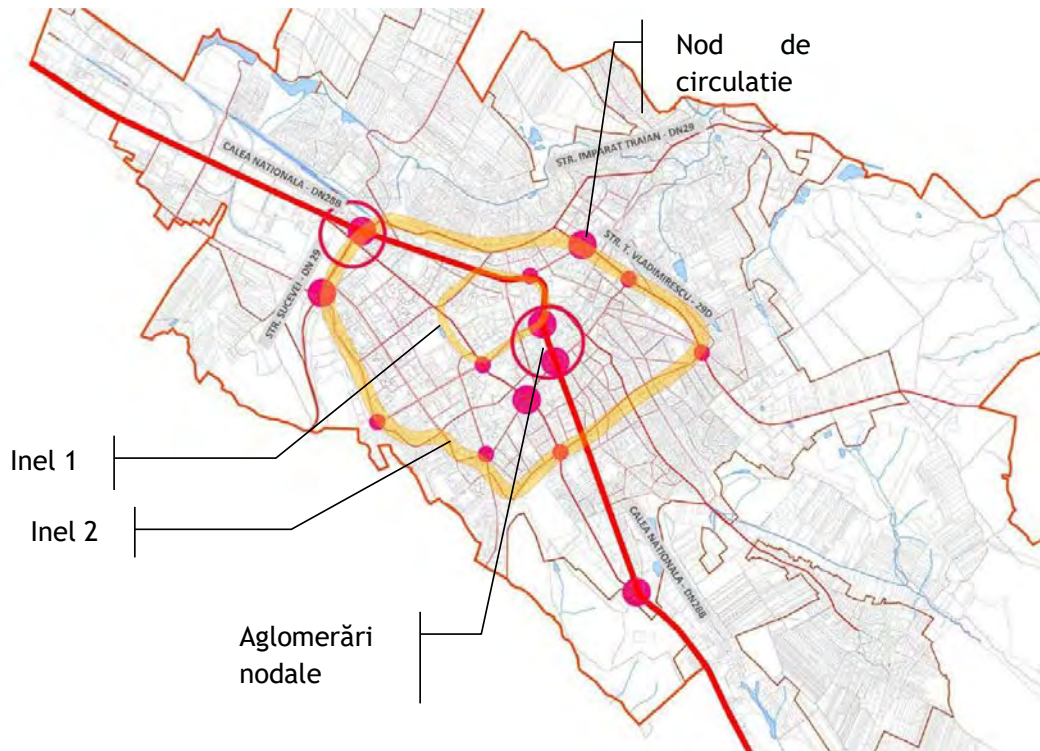 Nod de
circulatie
STR. IMPARAT TRAIAN - DN29
CALEA NATIONALA - DN28B
STR. T. VLADIMIRESCU - 29D
STR. SUCEVEI - DN 29
Inel 1
Inel 2
CALEA NATIONALA - DN28B
Aglomerări
nodale